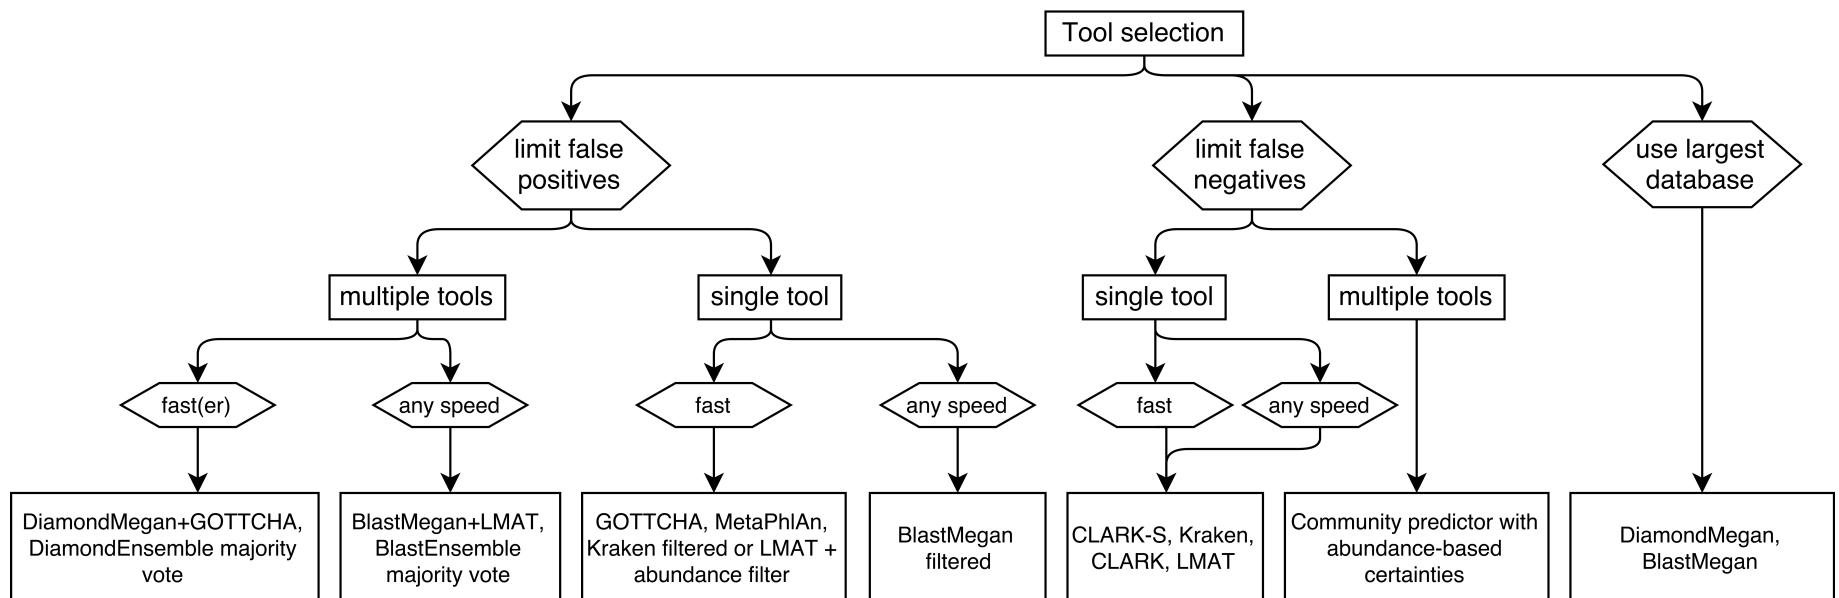 Tool selection
limit false
positives
limit false
negatives
use largest
database
multiple tools
single tool
single tool
multiple tools
fast(er)
any speed
fast
any speed
fast
any speed
DiamondMegan+GOTTCHA,
DiamondEnsemble majority
vote
BlastMegan+LMAT,
BlastEnsemble
majority vote
GOTTCHA, MetaPhlAn,
Kraken filtered or LMAT +
abundance filter
BlastMegan
filtered
CLARK-S, Kraken,
CLARK, LMAT
Community predictor with
abundance-based
certainties
DiamondMegan,
BlastMegan